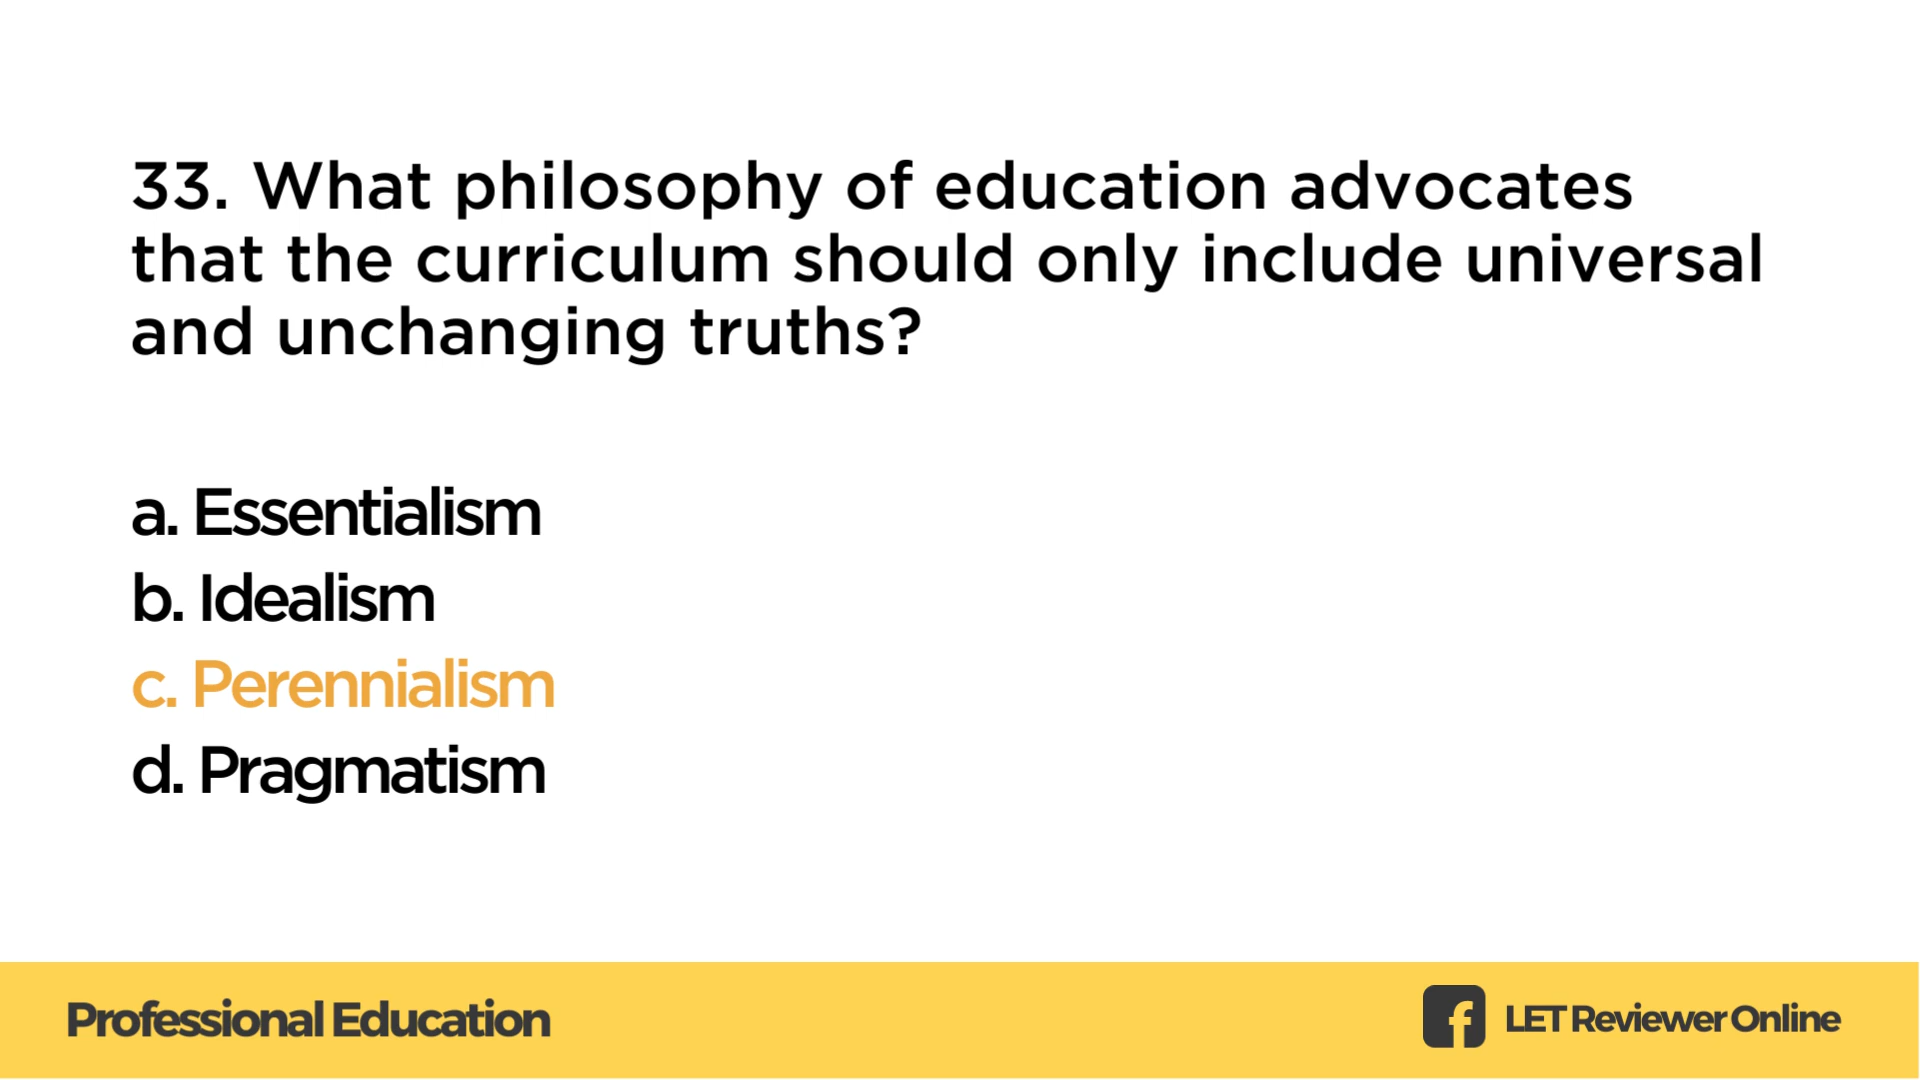 33. What philosophy of education advocates
that the curriculum should only include universal
and unchanging truths?
a. Essentialism
b. Idealism
c. Perennialism
d. Pragmatism
Professional Education
LET Reviewer Online